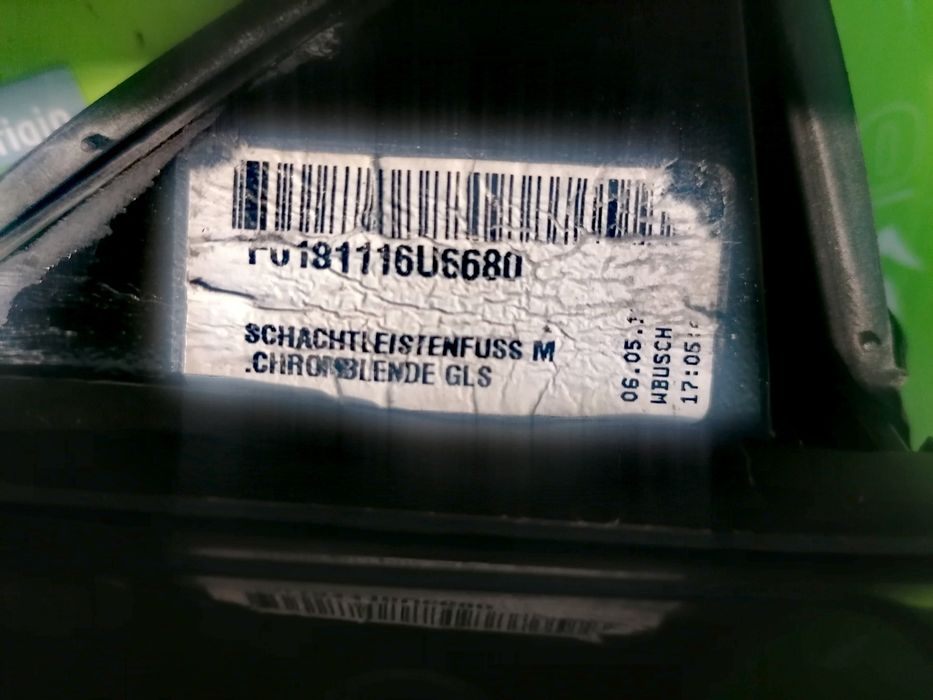 F0181116U6680
SCHACHTLEISTENFUSS M
.CHROMBLENDE GLS
06.05.
WBUSCH
17:05: